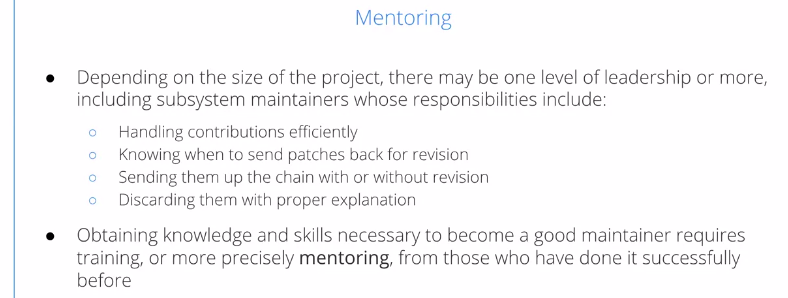 Mentoring
● Depending on the size of the project, there may be one level of leadership or more,
including subsystem maintainers whose responsibilities include:
○ Handling contributions efficiently
○ Knowing when to send patches back for revision
○ Sending them up the chain with or without revision
○ Discarding them with proper explanation
● Obtaining knowledge and skills necessary to become a good maintainer requires
training, or more precisely mentoring, from those who have done it successfully
before